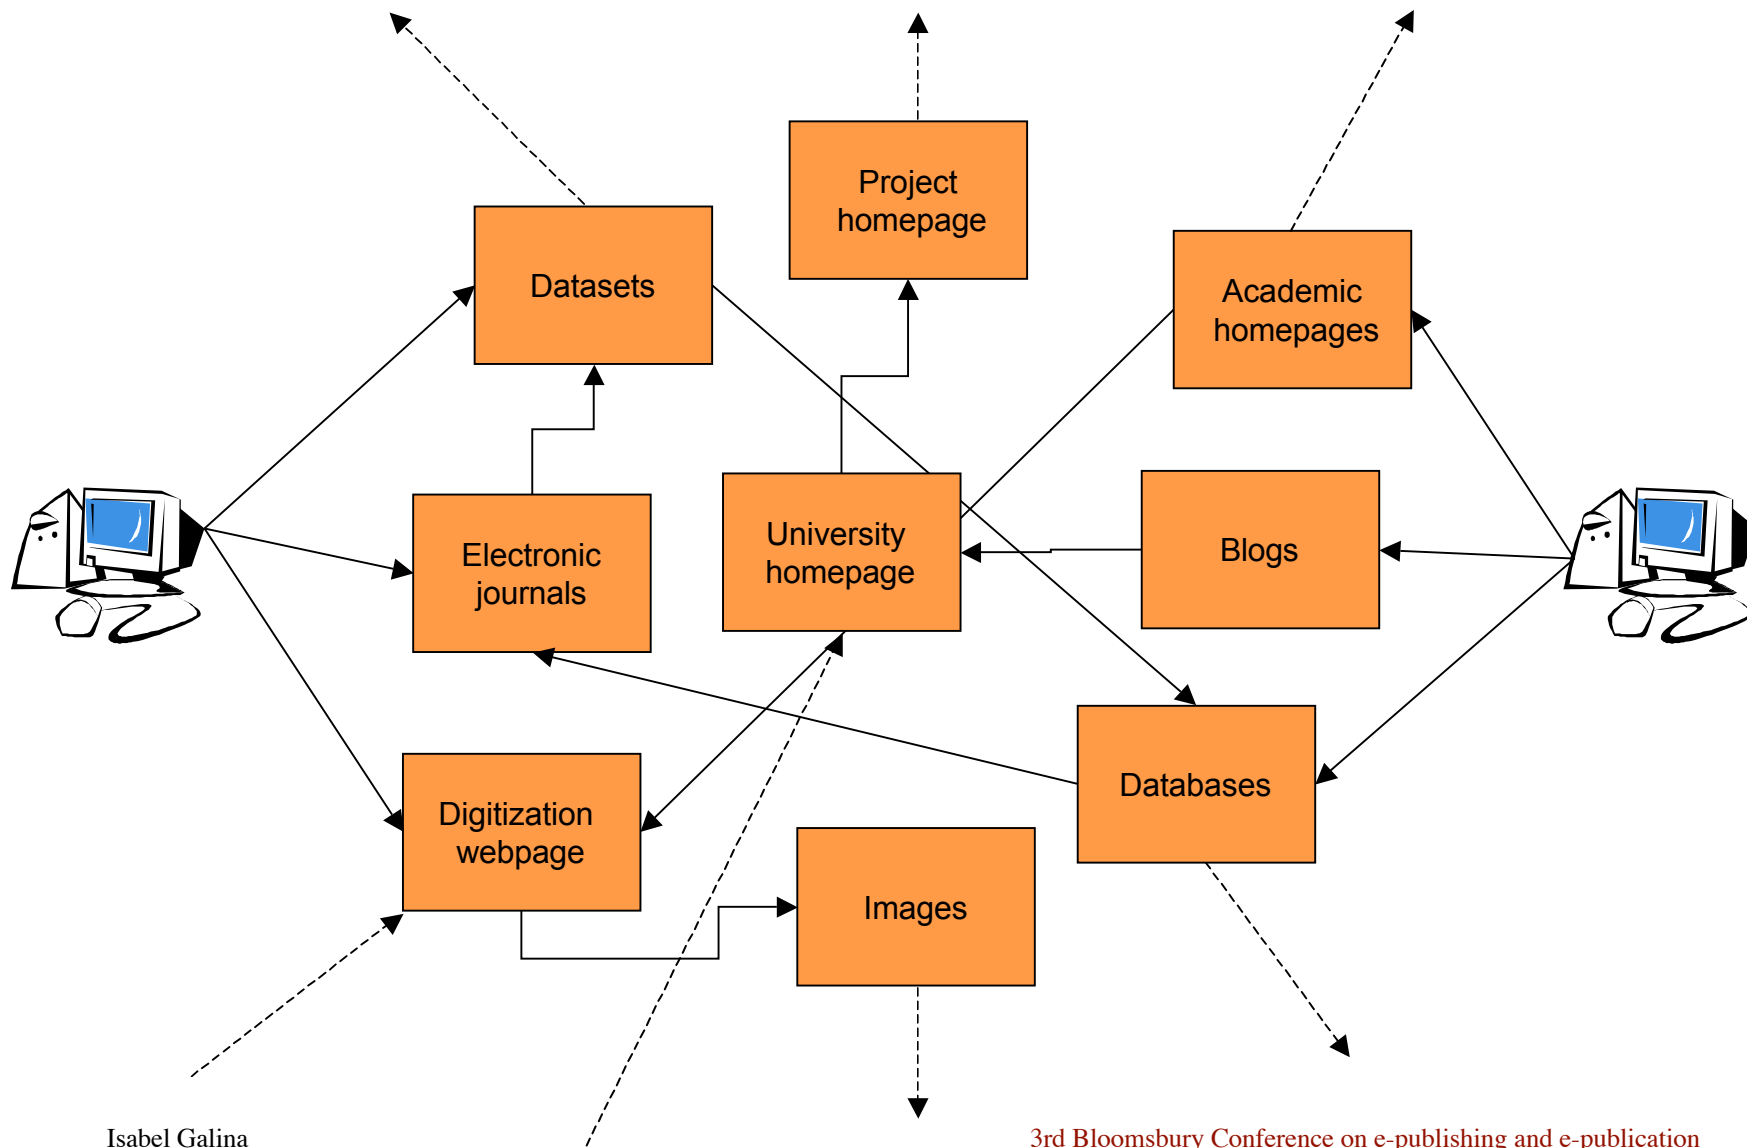 Project
homepage
Datasets
Academic
homepages
Electronic
journals
University
homepage
Blogs
Digitization
webpage
Databases
Images
Isabel Galina
3rd Bloomsbury Conference on e-publishing and e-publication